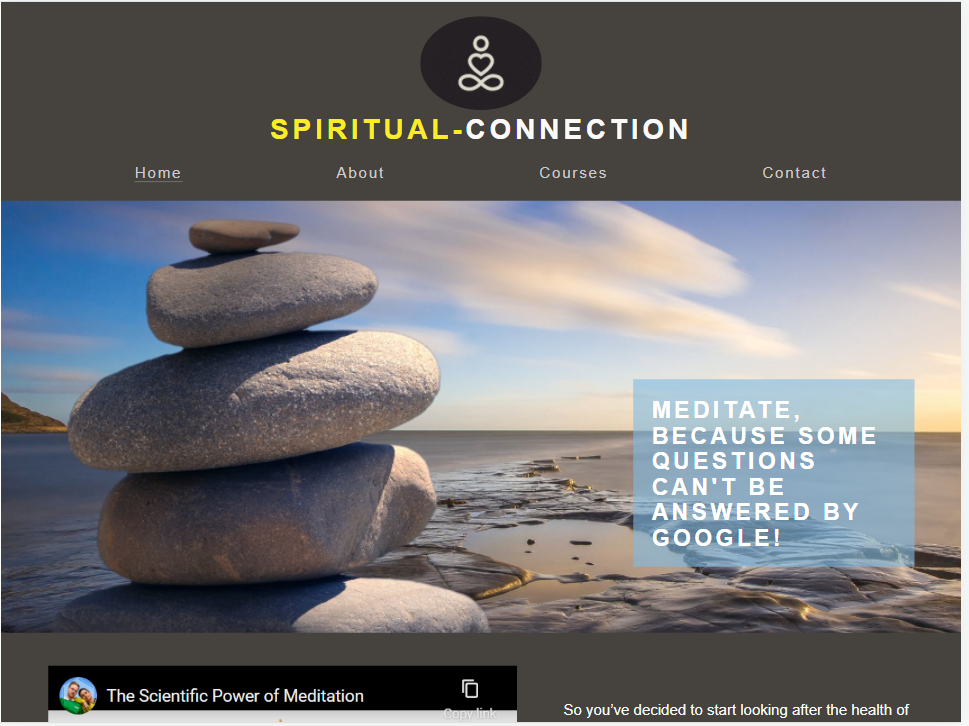 SPIRITUAL-CONNECTION
Home About Courses Contact
MEDITATE,
BECAUSE SOME
QUESTIONS
CAN'T BE
ANSWERED BY
GOOGLE!
The Scientific Power of Meditation
Copy link
So you’ve decided to start looking after the health of